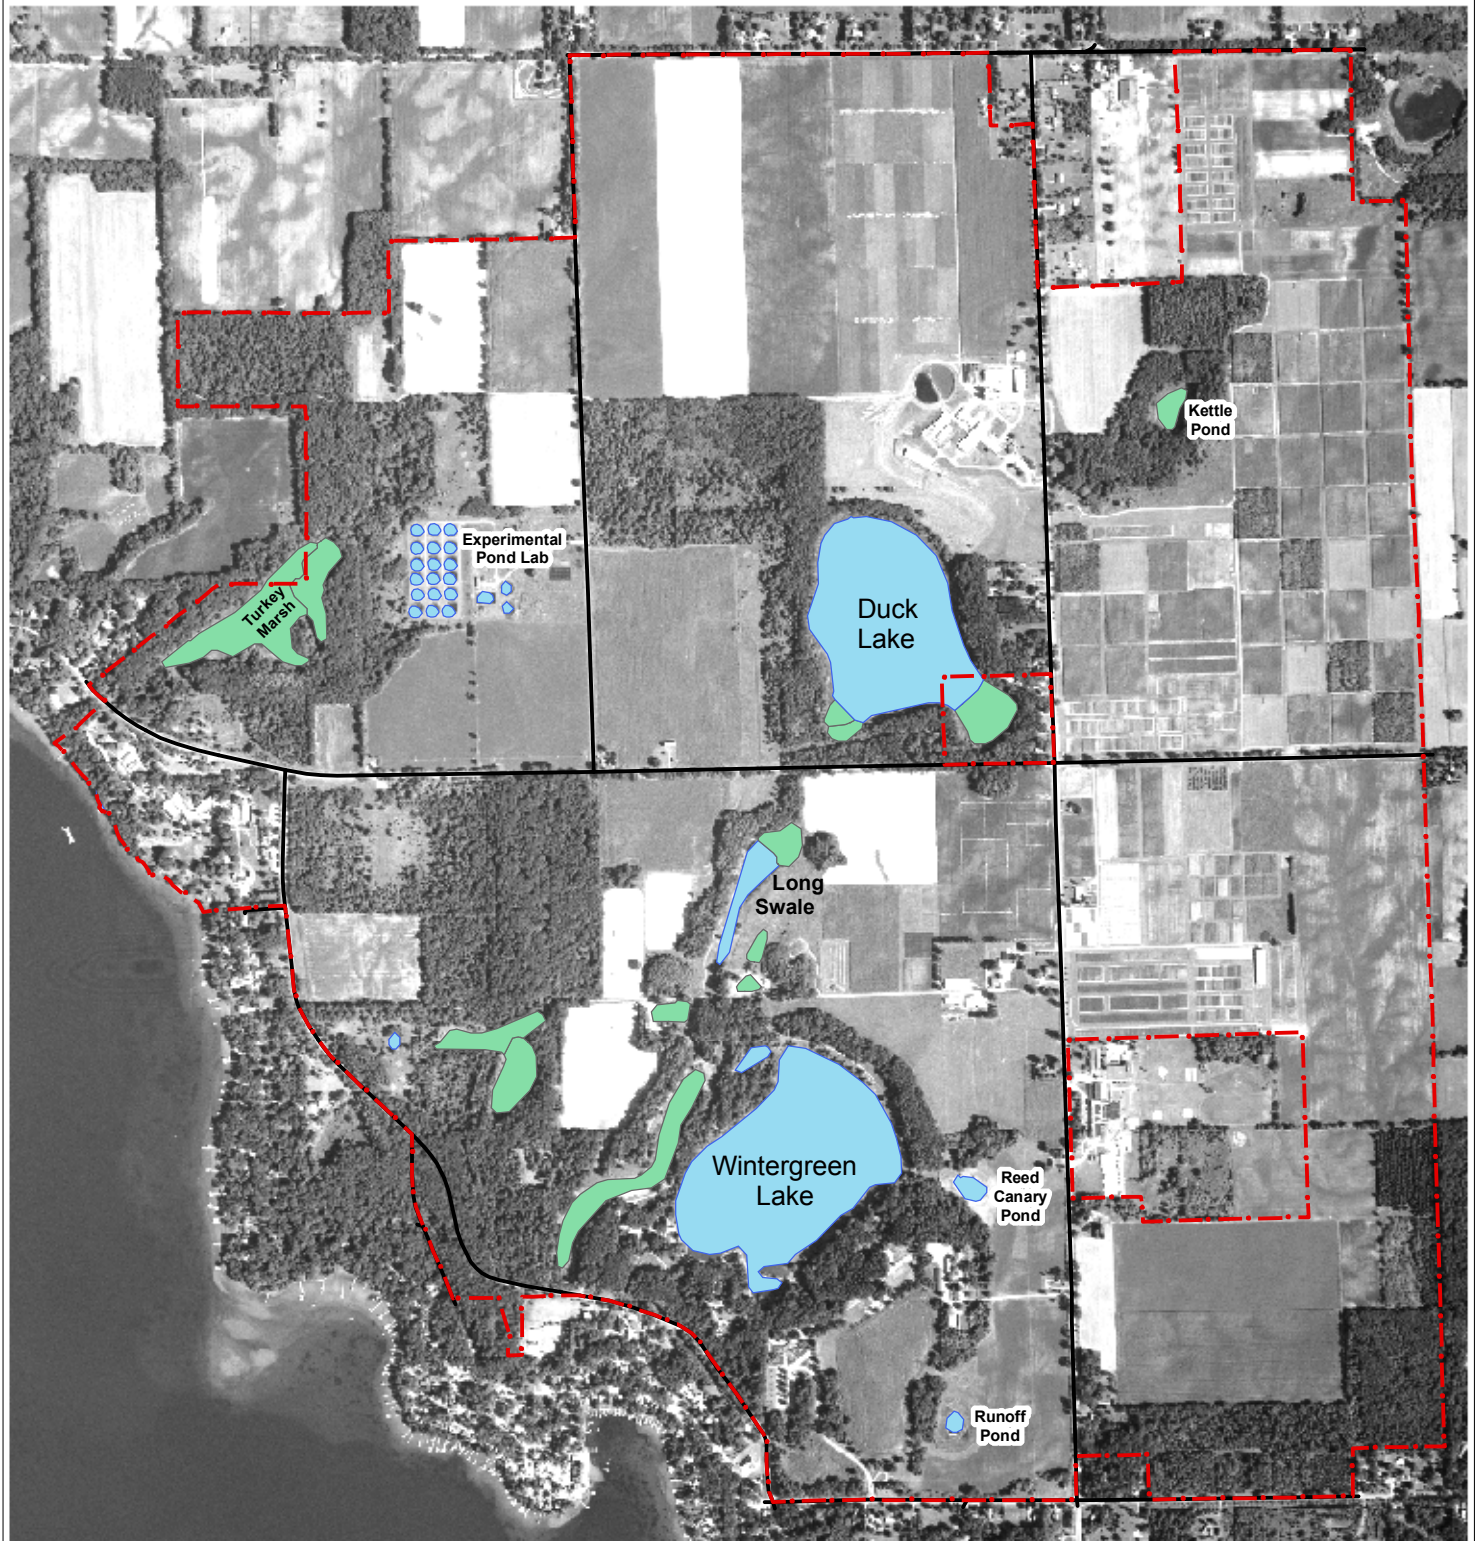 Kettle
Pond
Experimental
Pond Lab
Turkey
Marsh
Duck
Lake
Long
Swale
Wintergreen
Lake
Reed
Canary
Pond
Runoff
Pond